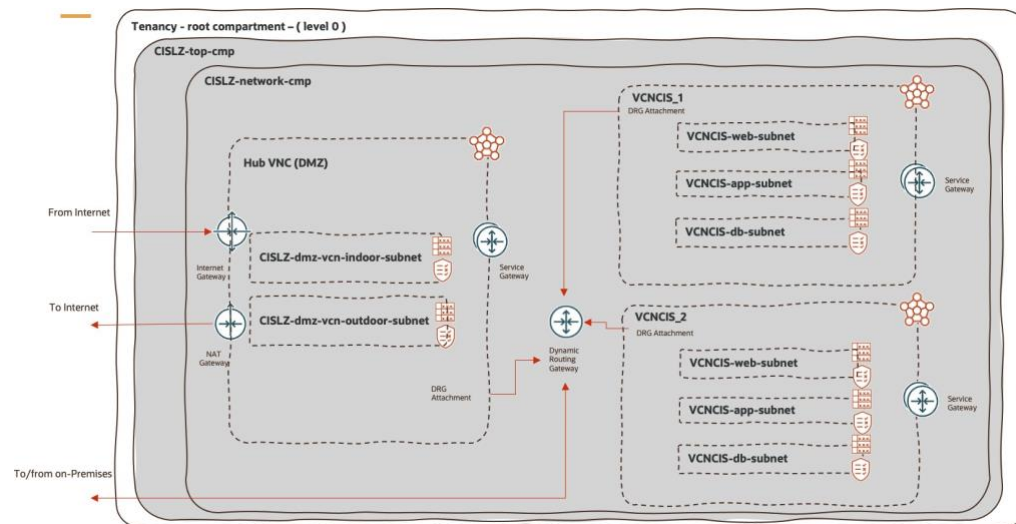 Tenancy - root compartment – ( level 0 )
CISLZ-top-cmp
CISLZ-network-cmp
Hub VNC (DMZ)
From Internet
Internet
Gateway
CISLZ-dmz-vcn-indoor-subnet
Service
Gateway
To Internet
NAT
Gateway
CISLZ-dmz-vcn-outdoor-subnet
DRG
Attachment
To/from on-Premises
Dynamic
Routing
Gateway
VCNCIS_1
DRG Attachment
VCNCIS-web-subnet
VCNCIS-app-subnet
VCNCIS-db-subnet
Service
Gateway
VCNCIS_2
DRG Attachment
VCNCIS-web-subnet
VCNCIS-app-subnet
VCNCIS-db-subnet
Service
Gateway